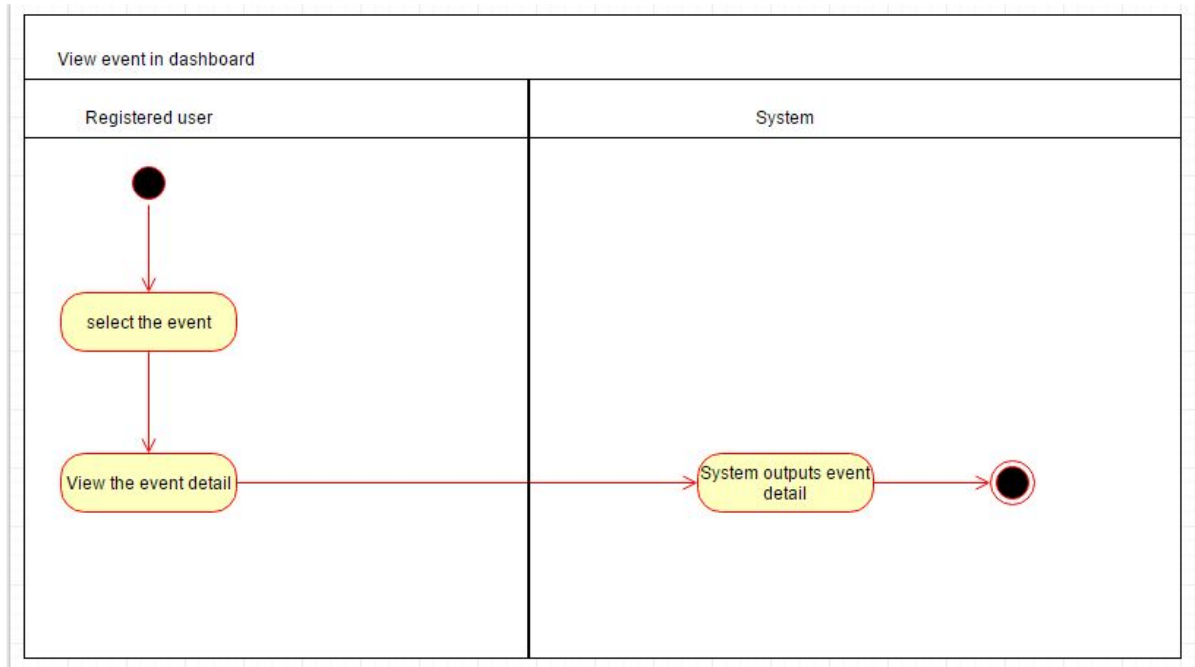 View event in dashboard
Registered user
System
select the event
View the event detail
System outputs event
detail